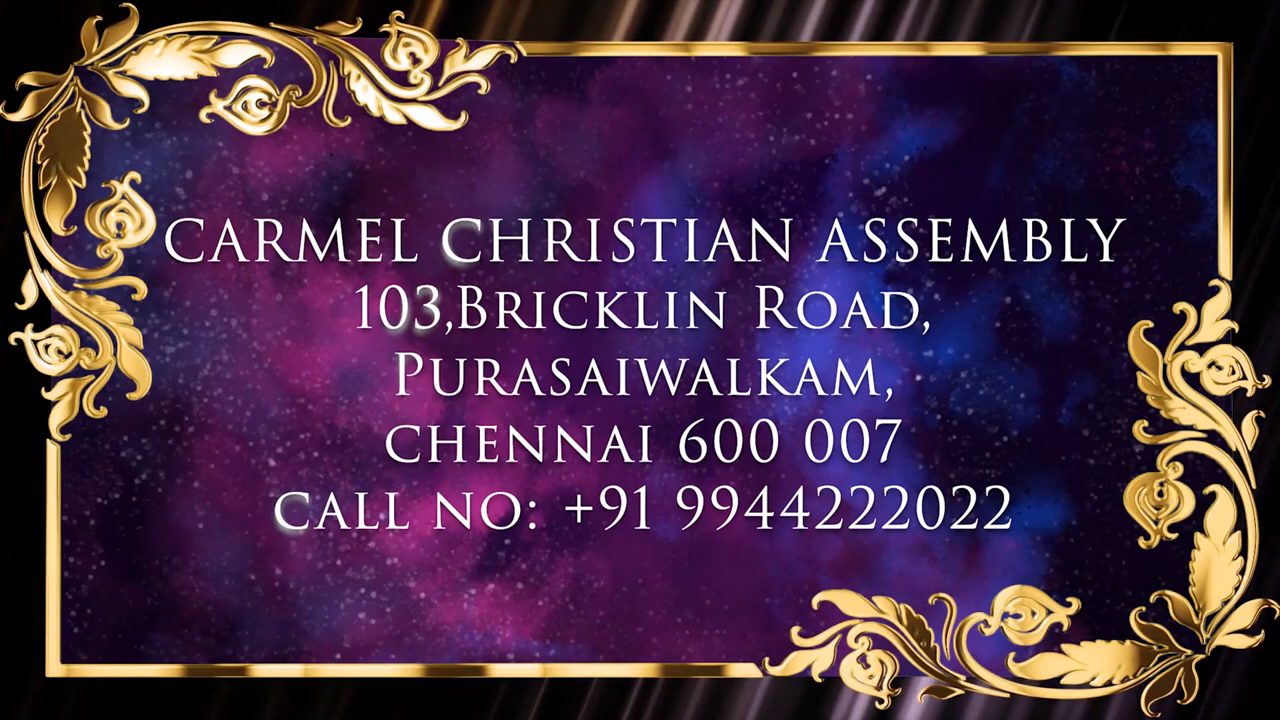 CARMEL CHRISTIAN ASSEMBLY
103,BRICKLIN ROAD,
PURASAIWALKAM,
CHENNAI 600 007
CALL NO: +91 9944222022